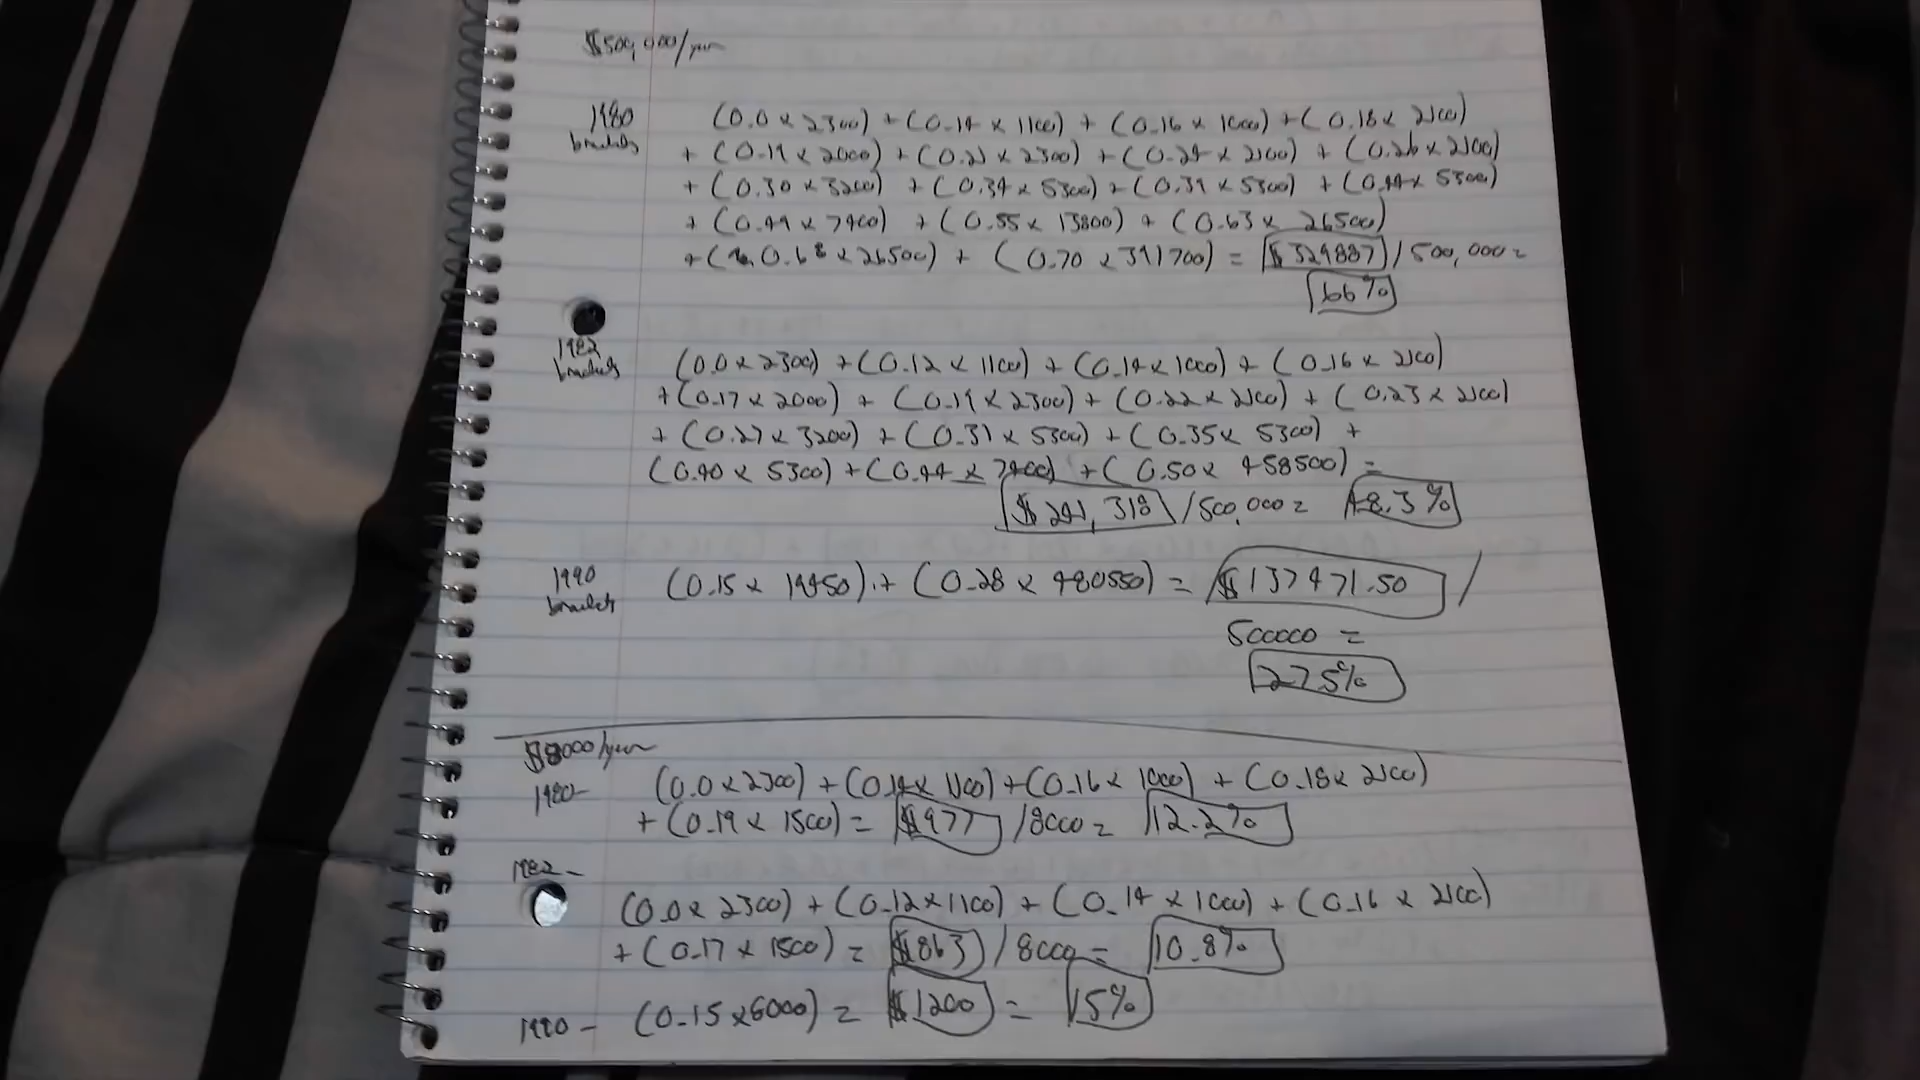 $500,000/year
1980 brackets
(0.0 x 2300) + (0.14 x 1100) + (0.16 x 1000) + (0.18 x 2100)
+ (0.19 x 2000) + (0.21 x 2300) + (0.24 x 2100) + (0.26 x 2100)
+ (0.30 x 3200) + (0.34 x 5300) + (0.39 x 5300) + (0.44 x 5300)
+ (0.49 x 7400) + (0.55 x 13800) + (0.63 x 26500)
+ (0.68 x 26500) + (0.70 x 391700) = $329887 / 500,000 =
66%
1982 brackets
(0.0 x 2300) + (0.12 x 1100) + (0.14 x 1000) + (0.16 x 2100)
+ (0.17 x 2000) + (0.19 x 2300) + (0.22 x 2100) + (0.23 x 2100)
+ (0.27 x 3200) + (0.31 x 5300) + (0.35 x 5300) +
(0.40 x 5300) + (0.44 x 7400) + (0.50 x 458500) =
$241,318 / 500,000 = 48.3%
1990 brackets
(0.15 x 19450) + (0.28 x 480550) = $137471.50 /
500000 =
27.5%
$8000/year
1980-
(0.0 x 2300) + (0.14 x 1100) + (0.16 x 1000) + (0.18 x 2100)
+ (0.19 x 1500) = $977 / 8000 = 12.2%
1982 -
(0.0 x 2300) + (0.12 x 1100) + (0.14 x 1000) + (0.16 x 2100)
+ (0.17 x 1500) = $863 / 8000 = 10.8%
1990 - (0.15 x 8000) = $1200 = 15%